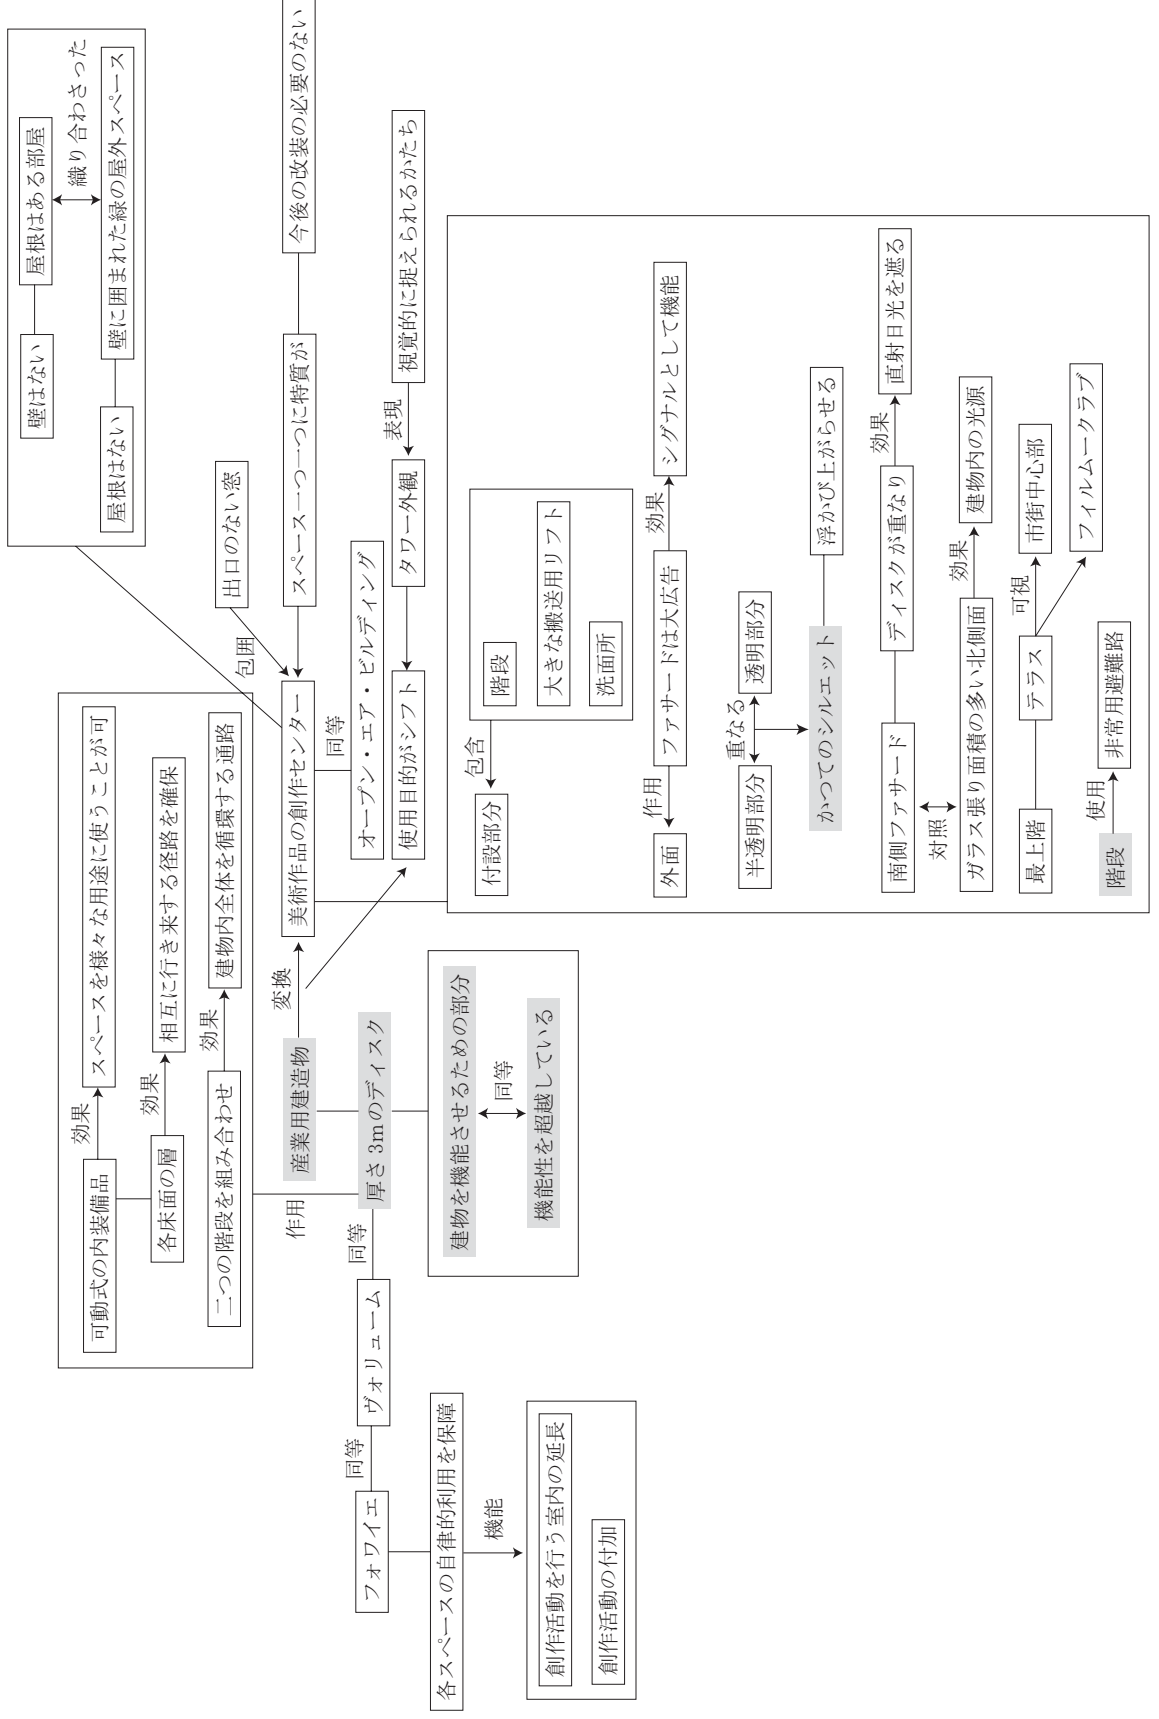 可動式の内装備品
効果
スペースを様々な用途に使うことが可
各床面の層
効果
相互に行き来する径路を確保
二つの階段を組み合わせ
効果
建物内全体を循環する通路
壁はない
屋根はある部屋
織り合わさった
屋根はない
壁に囲まれた緑の屋外スペース
出口のない窓
包囲
作用
産業用建造物
変換
美術作品の創作センター
スペース一つ一つに特質が
今後の改装の必要のない
同等
オープン・エア・ビルディング
フォワイエ
同等
ヴォリューム
同等
厚さ3mのディスク
使用目的がシフト
タワー外観
表現
視覚的に捉えられるかたち
各スペースの自律的利用を保障
機能
創作活動を行う室内の延長
創作活動の付加
建物を機能させるための部分
同等
機能性を超越している
付設部分
包含
階段
大きな搬送用リフト
洗面所
外面
作用
ファサードは大広告
効果
シグナルとして機能
半透明部分
重なる
透明部分
かつてのシルエット
浮かび上がらせる
南側ファサード
ディスクが重なり
効果
直射日光を遮る
対照
ガラス張り面積の多い北側面
効果
建物内の光源
最上階
テラス
可視
市街中心部
フィルムークラブ
階段
使用
非常用避難路